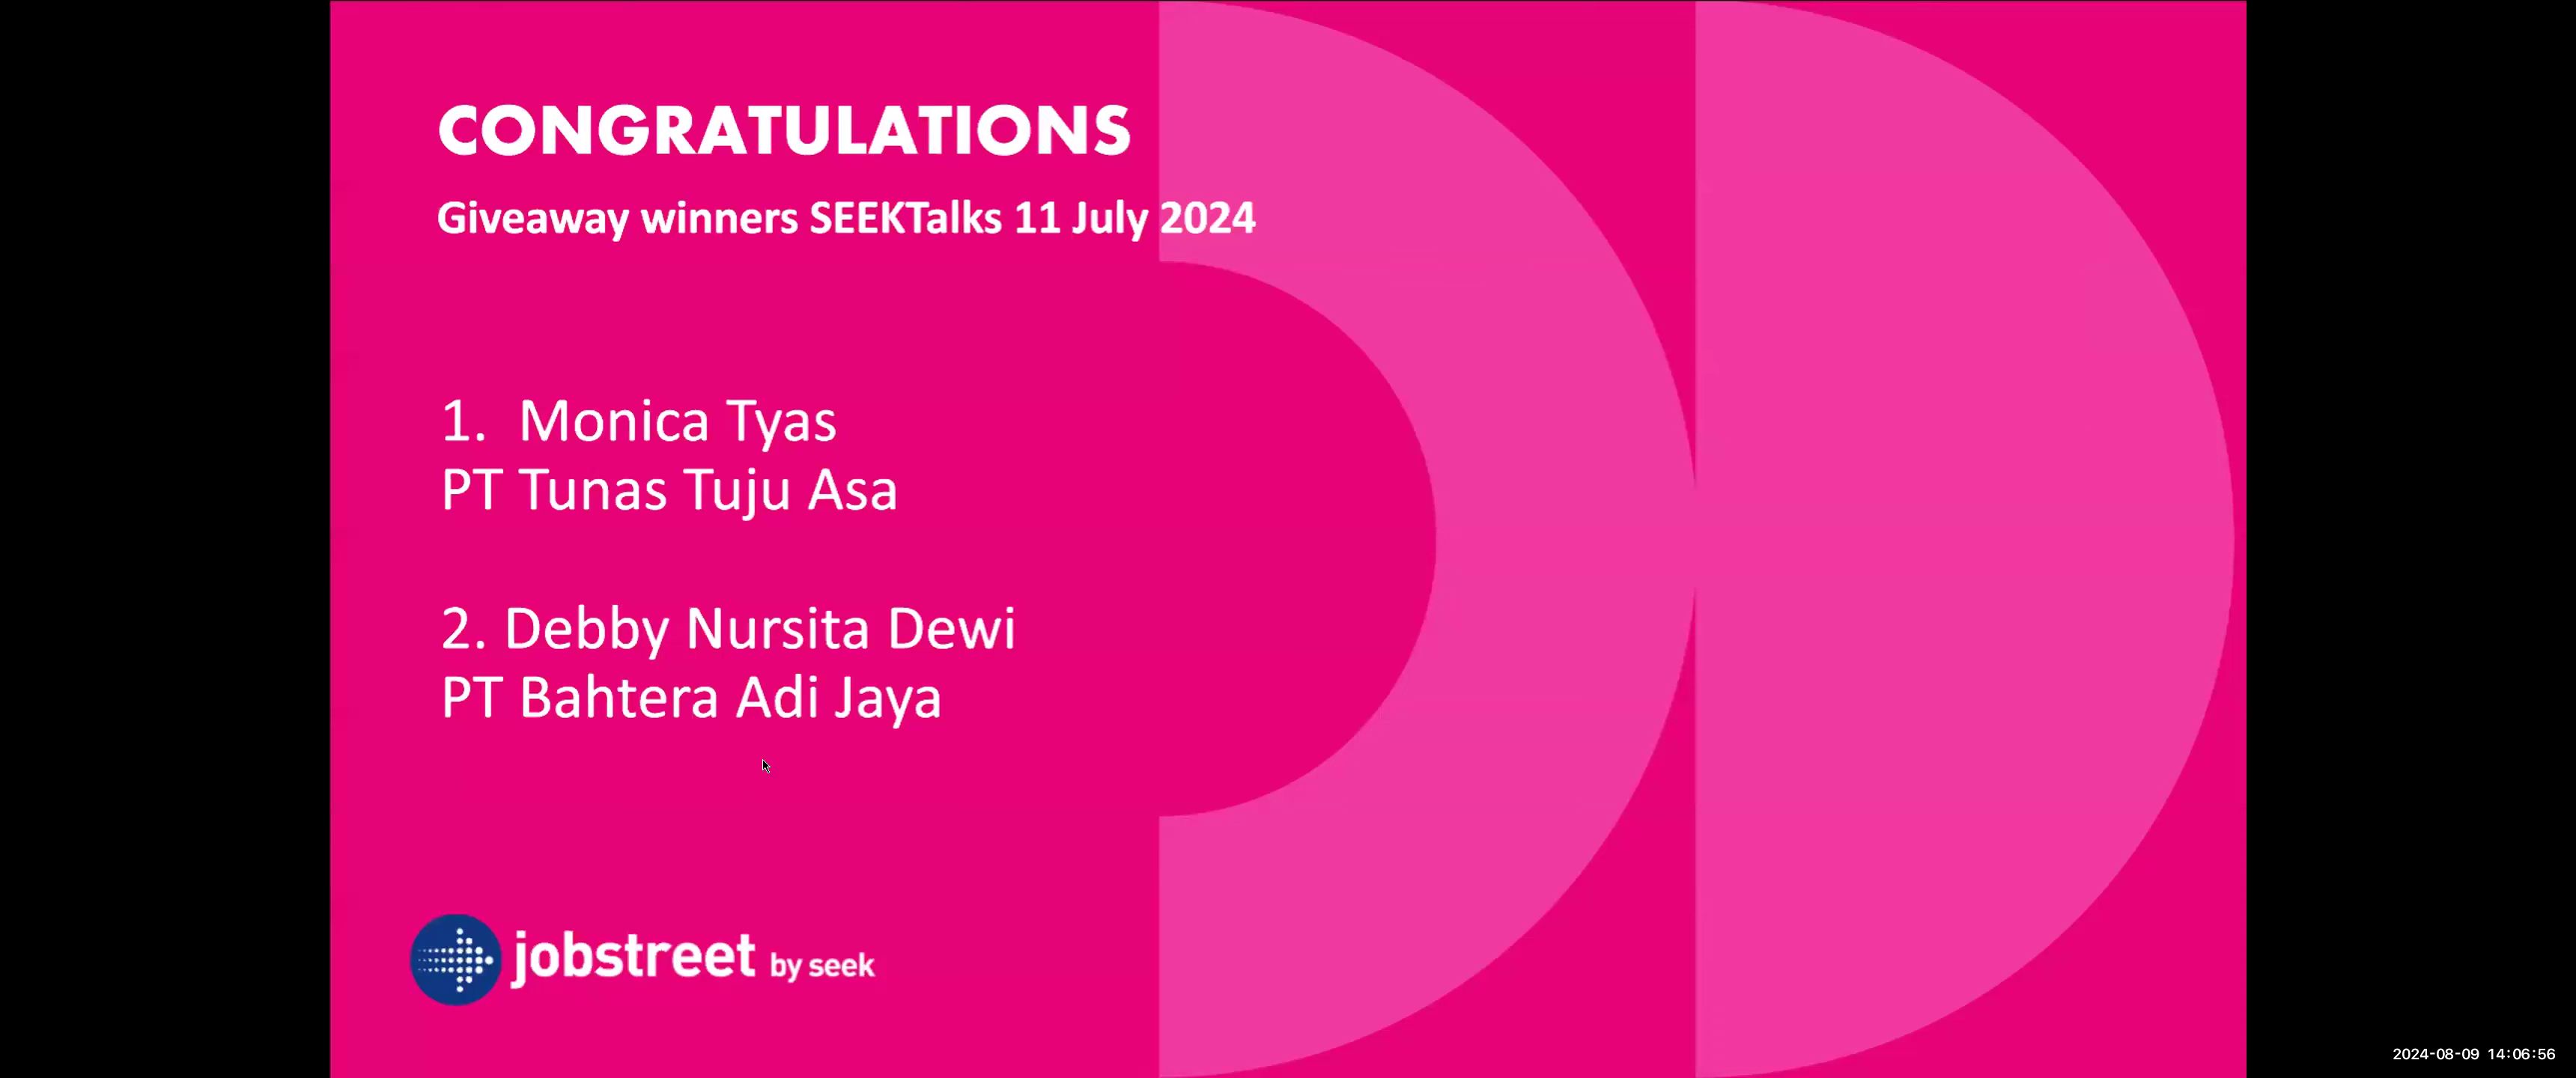 CONGRATULATIONS
Giveaway winners SEEKTalks 11 July 2024
1. Monica Tyas
PT Tunas Tuju Asa
2. Debby Nursita Dewi
PT Bahtera Adi Jaya
jobstreet by seek
2024-08-09 14:06:56